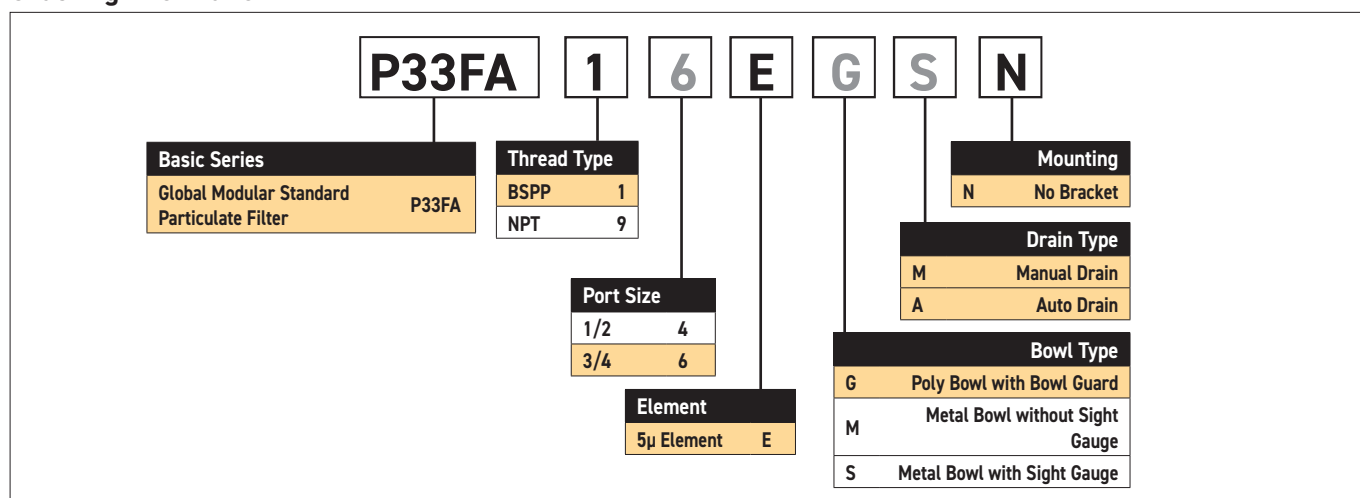 P33FA 1 6 E G S N
Basic Series
Global Modular Standard
Particulate Filter P33FA
Thread Type
BSPP 1
NPT 9
Port Size
1/2 4
3/4 6
Element
5µ Element E
Mounting
N No Bracket
Drain Type
M Manual Drain
A Auto Drain
Bowl Type
G Poly Bowl with Bowl Guard
M Metal Bowl without Sight
Gauge
S Metal Bowl with Sight Gauge